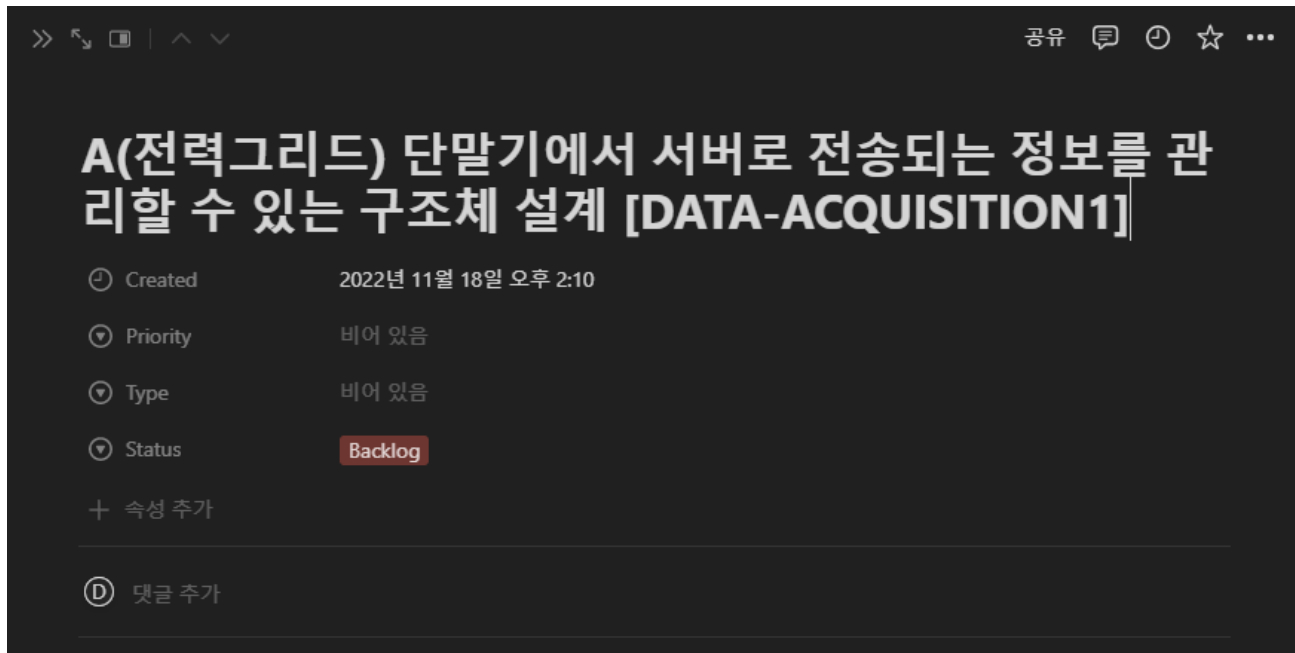 공유
A(전력그리드) 단말기에서 서버로 전송되는 정보를 관
리할 수 있는 구조체 설계 [DATA-ACQUISITION1]
Created 2022년 11월 18일 오후 2:10
Priority 비어 있음
Type 비어 있음
Status Backlog
속성 추가
D 댓글 추가